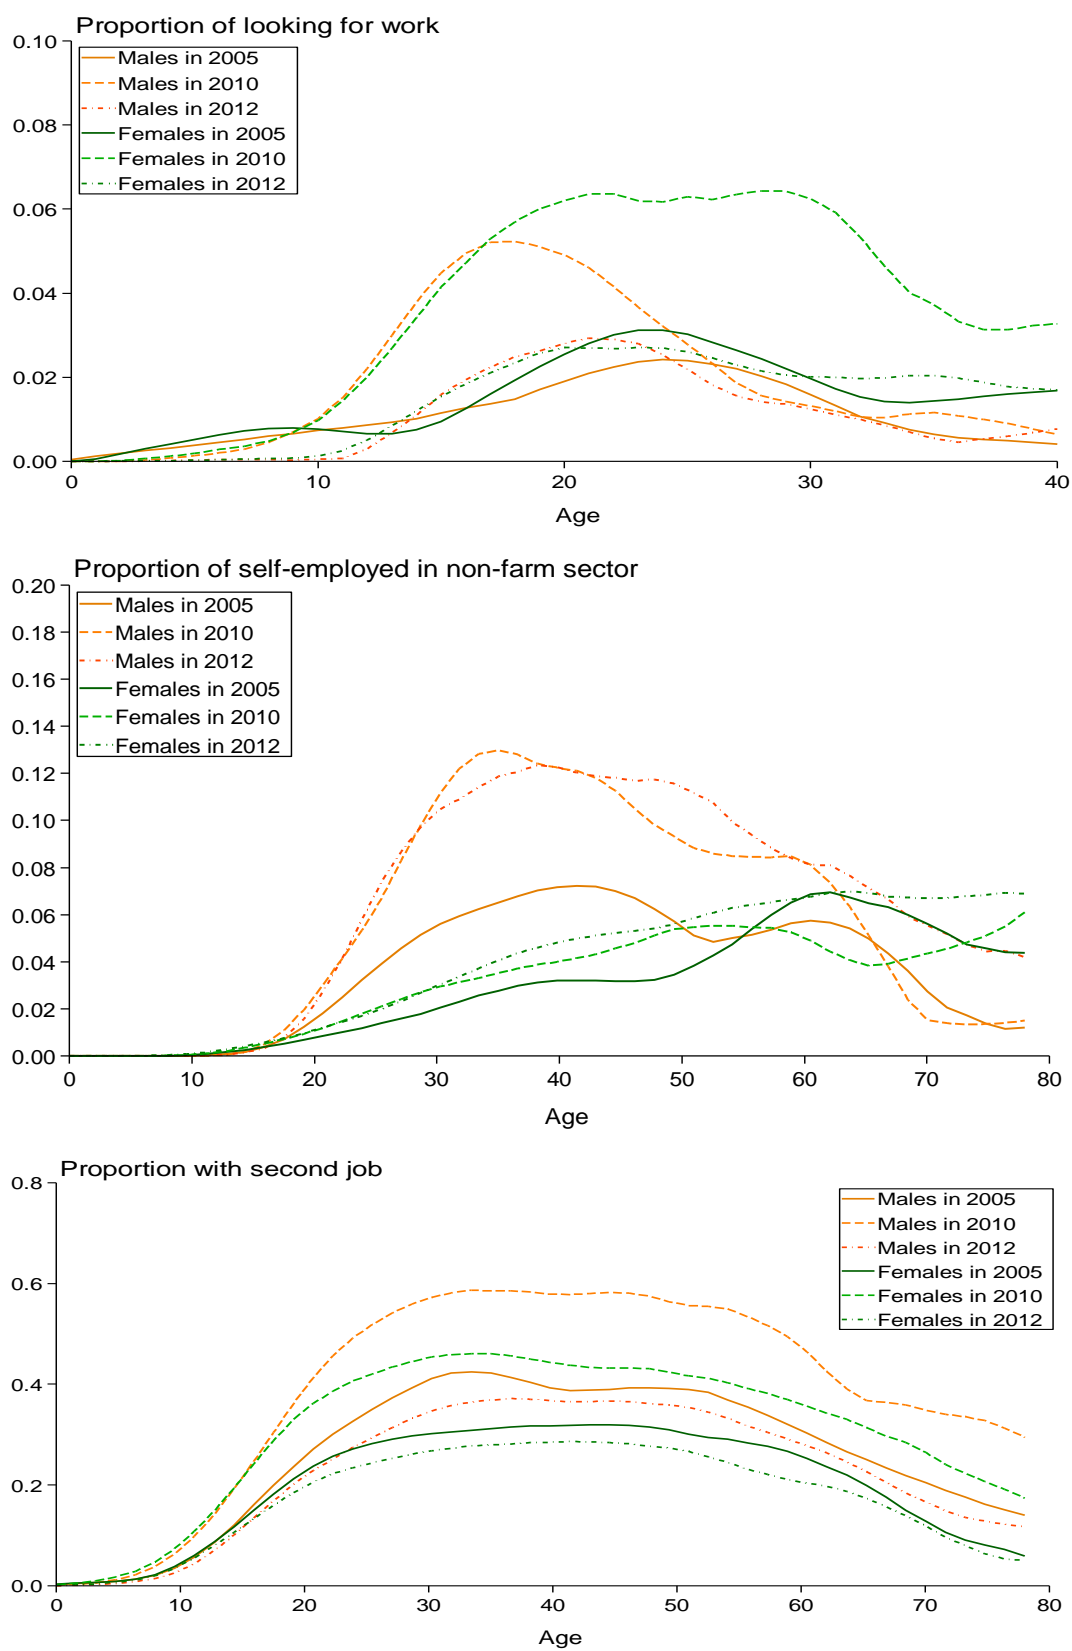 Proportion of looking for work
0.10
Males in 2005
Males in 2010
Males in 2012
Females in 2005
Females in 2010
Females in 2012
0.08
0.06
0.04
0.02
0.00
0 10 20 30 40
Age
Proportion of self-employed in non-farm sector
0.20
Males in 2005
Males in 2010
Males in 2012
Females in 2005
Females in 2010
Females in 2012
0.18
0.16
0.14
0.12
0.10
0.08
0.06
0.04
0.02
0.00
0 10 20 30 40 50 60 70 80
Age
Proportion with second job
0.8
Males in 2005
Males in 2010
Males in 2012
Females in 2005
Females in 2010
Females in 2012
0.6
0.4
0.2
0.0
0 10 20 30 40 50 60 70 80
Age